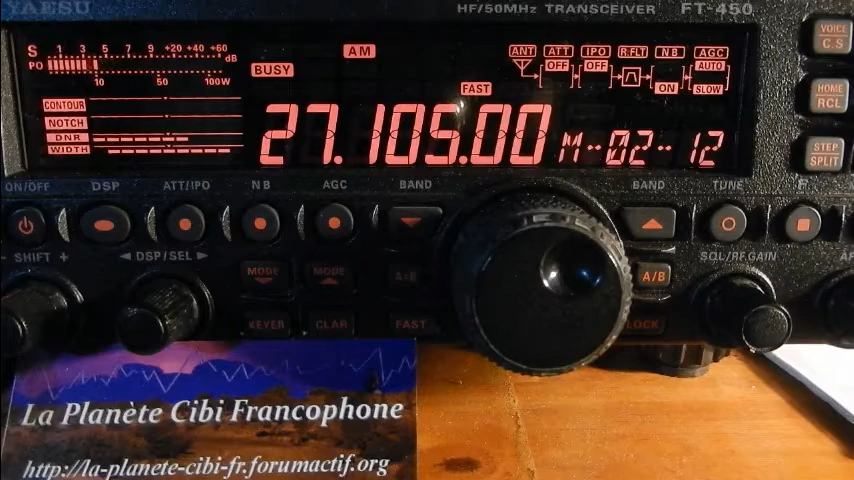 YAESU HF/50MHz TRANSCEIVER FT-450
VOICE
C.S
S 1 3 5 7 9 +20 +40 +60 dB
PO 10 50 100W
BUSY AM FAST
ANT ATT IPO R.FLT NB AGC
OFF OFF AUTO
ON SLOW
HOME
RCL
CONTOUR
NOTCH
DNR
WIDTH
27.105.00 M-02-12
STEP
SPLIT
ON/OFF DSP ATT/IPO NB AGC BAND BAND TUNE F
- SHIFT + ◄DSP/SEL► SQL/RF GAIN AF
MODE MODE A=B A/B
KEYER CLAR FAST LOCK
La Planète Cibi Francophone
http://la-planete-cibi-fr.forumactif.org